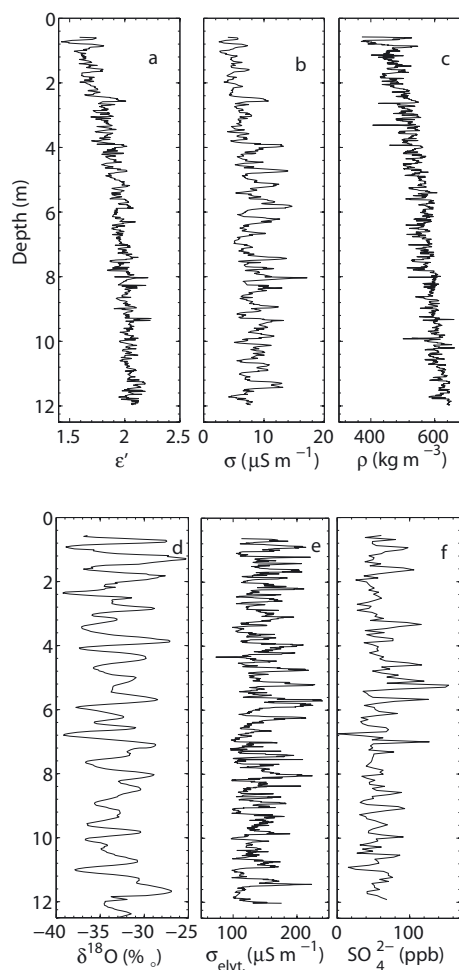 0
2
4
6
8
10
12
Depth (m)
a
b
c
1.5 2 2.5
0 10 20
400 600
ε′
σ (μS m⁻¹)
ρ (kg m⁻³)
0
2
4
6
8
10
12
d
e
f
−40 −35 −30 −25
100 200
0 100
δ¹⁸O (% ₒ)
σ elyt. (μS m⁻¹)
SO₄²⁻ (ppb)